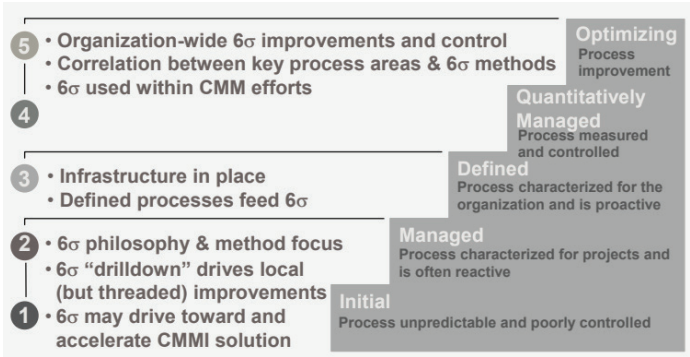 5
• Organization-wide 6σ improvements and control
• Correlation between key process areas & 6σ methods
• 6σ used within CMM efforts
4
Optimizing
Process
improvement
Quantitatively
Managed
Process measured
and controlled
3
• Infrastructure in place
• Defined processes feed 6σ
Defined
Process characterized for the
organization and is proactive
2
• 6σ philosophy & method focus
• 6σ “drilldown” drives local
(but threaded) improvements
1
• 6σ may drive toward and
accelerate CMMI solution
Managed
Process characterized for projects and
is often reactive
Initial
Process unpredictable and poorly controlled